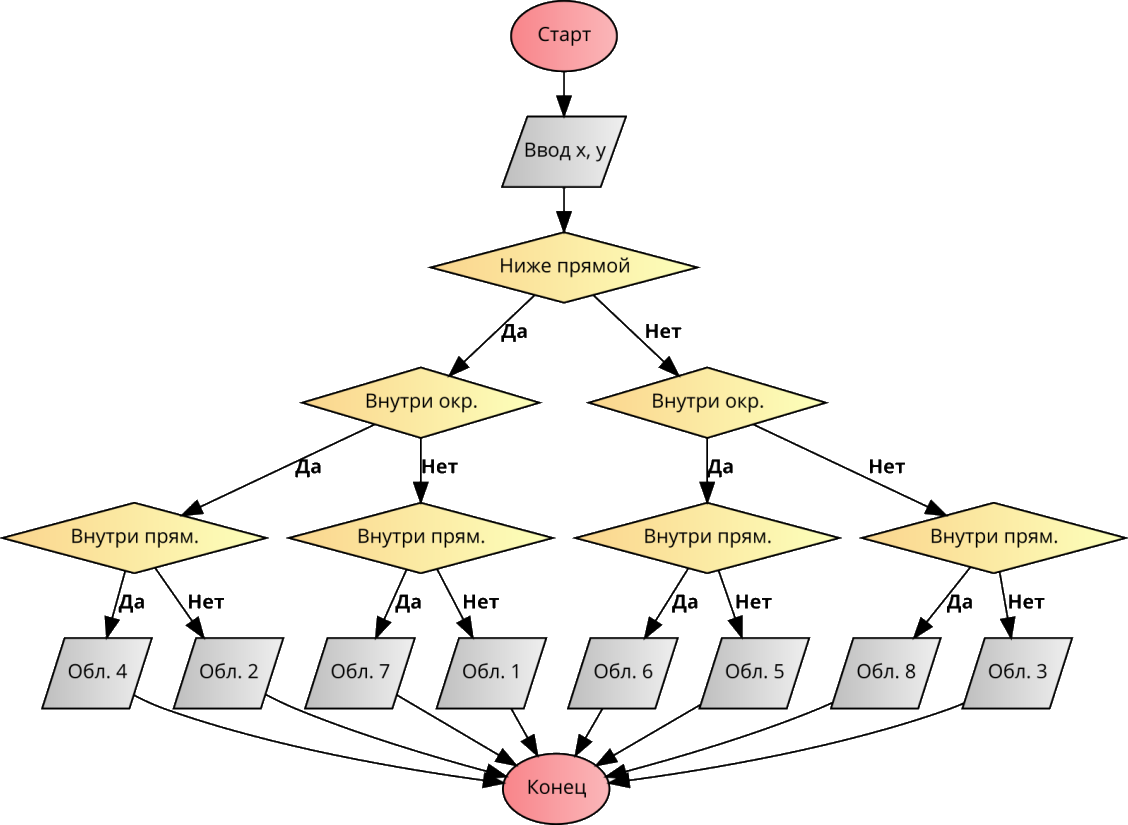 Старт
Ввод x, y
Ниже прямой
Да
Нет
Внутри окр.
Внутри окр.
Да
Нет
Да
Нет
Внутри прям.
Внутри прям.
Внутри прям.
Внутри прям.
Да
Нет
Да
Нет
Да
Нет
Да
Нет
Обл. 4
Обл. 2
Обл. 7
Обл. 1
Обл. 6
Обл. 5
Обл. 8
Обл. 3
Конец